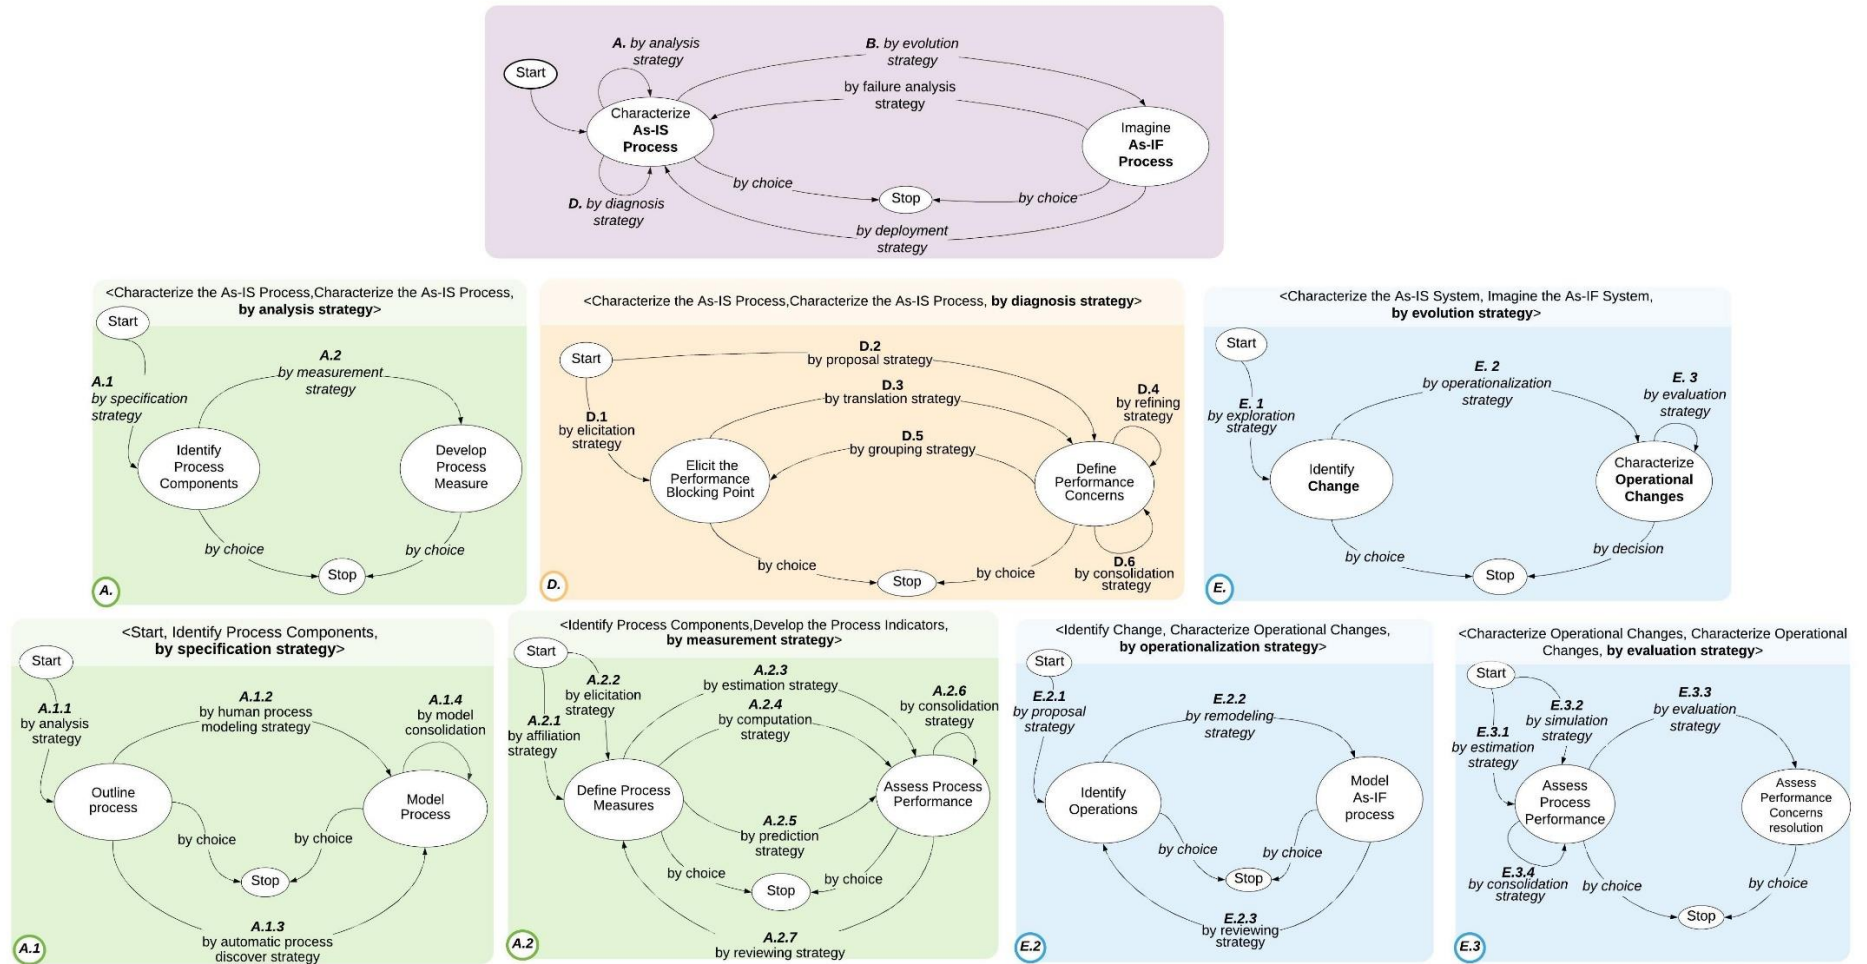 A. by analysis
strategy
B. by evolution
strategy
Start
by failure analysis
strategy
Characterize
As-IS
Process
Imagine
As-IF
Process
by choice
Stop
by choice
D. by diagnosis
strategy
by deployment
strategy
<Characterize the As-IS Process,Characterize the As-IS Process,
by analysis strategy>
Start
A.2
by measurement
strategy
A.1
by specification
strategy
Identify
Process
Components
Develop
Process
Measure
by choice
by choice
Stop
A.
<Characterize the As-IS Process,Characterize the As-IS Process, by diagnosis strategy>
Start
D.2
by proposal strategy
D.3
by translation strategy
D.4
by refining
strategy
D.1
by elicitation
strategy
D.5
by grouping strategy
Elicit the
Performance
Blocking Point
Define
Performance
Concerns
by choice
Stop
by choice
D.6
by consolidation
strategy
D.
<Characterize the As-IS System, Imagine the As-IF System,
by evolution strategy>
Start
E. 2
by operationalization
strategy
E. 3
by evaluation
strategy
E. 1
by exploration
strategy
Identify
Change
Characterize
Operational
Changes
by choice
by decision
Stop
E.
<Start, Identify Process Components,
by specification strategy>
Start
A.1.1
by analysis
strategy
A.1.2
by human process
modeling strategy
A.1.4
by model
consolidation
Outline
process
Model
Process
by choice
by choice
Stop
A.1.3
by automatic process
discover strategy
A.1
<Identify Process Components,Develop the Process Indicators,
by measurement strategy>
Start
A.2.2
by elicitation
strategy
A.2.3
by estimation strategy
A.2.4
by computation
strategy
A.2.6
by consolidation
strategy
A.2.1
by affiliation
strategy
Define Process
Measures
Assess Process
Performance
A.2.5
by prediction
strategy
by choice
Stop
by choice
A.2.7
by reviewing strategy
A.2
<Identify Change, Characterize Operational Changes,
by operationalization strategy>
Start
E.2.1
by proposal
strategy
E.2.2
by remodeling
strategy
Identify
Operations
Model
As-IF
process
by choice
by choice
Stop
E.2.3
by reviewing
strategy
E.2
<Characterize Operational Changes, Characterize Operational
Changes, by evaluation strategy>
Start
E.3.2
by simulation
strategy
E.3.3
by evaluation
strategy
E.3.1
by estimation
strategy
Assess
Process
Performance
Assess
Performance
Concerns
resolution
E.3.4
by consolidation
strategy
by choice
by choice
Stop
E.3